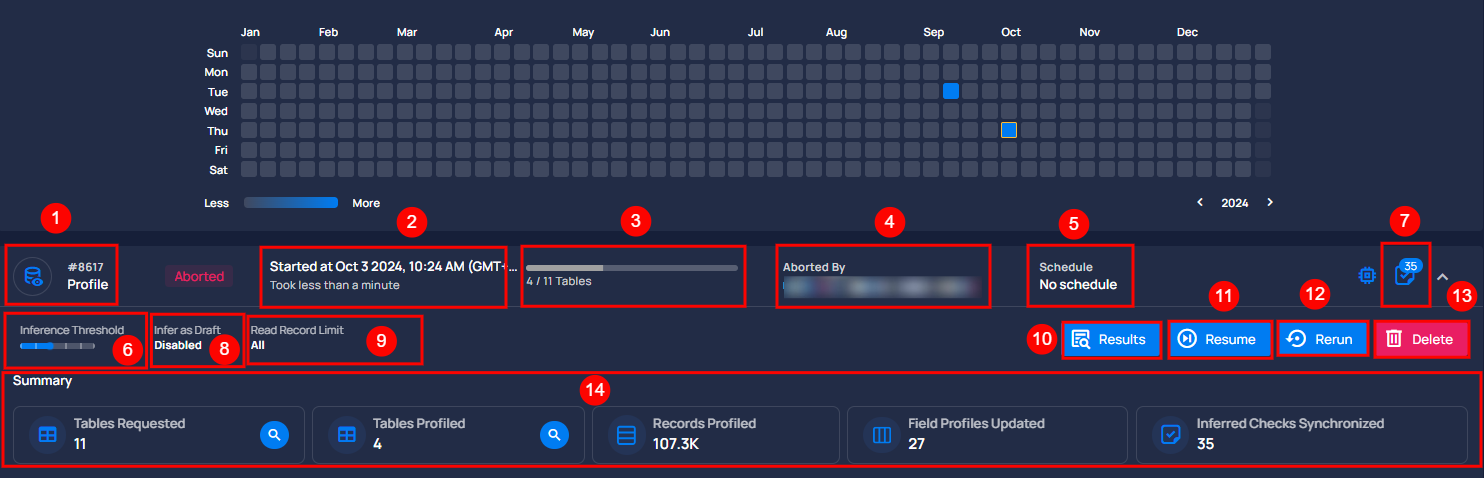 Jan Feb Mar Apr May Jun Jul Aug Sep Oct Nov Dec
Sun
Mon
Tue
Wed
Thu
Fri
Sat
Less More 2024
1 2 3 4 5 7
#8617
Profile
Aborted
Started at Oct 3 2024, 10:24 AM (GMT+...
Took less than a minute
4 / 11 Tables
Aborted By
Schedule
No schedule
35
Inference Threshold
6
Infer as Draft
Disabled
8
Read Record Limit
All
9
11 12 13
10 Results Resume Rerun Delete
Summary
14
Tables Requested
11
Tables Profiled
4
Records Profiled
107.3K
Field Profiles Updated
27
Inferred Checks Synchronized
35